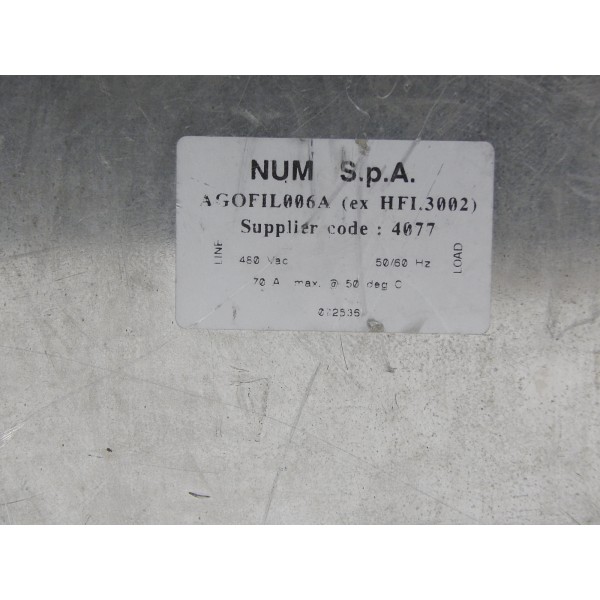 NUM S.p.A.
AGOFIL006A (ex HFI.3002)
Supplier code : 4077
LINE
480 Vac 50/60 Hz
LOAD
70 A max. @ 50 deg C